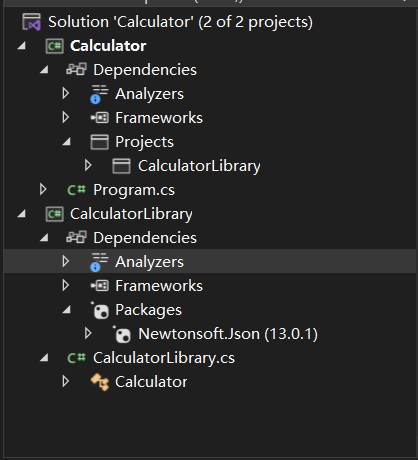 Solution 'Calculator' (2 of 2 projects)
C# Calculator
Dependencies
Analyzers
Frameworks
Projects
CalculatorLibrary
C# Program.cs
C# CalculatorLibrary
Dependencies
Analyzers
Frameworks
Packages
Newtonsoft.Json (13.0.1)
C# CalculatorLibrary.cs
Calculator